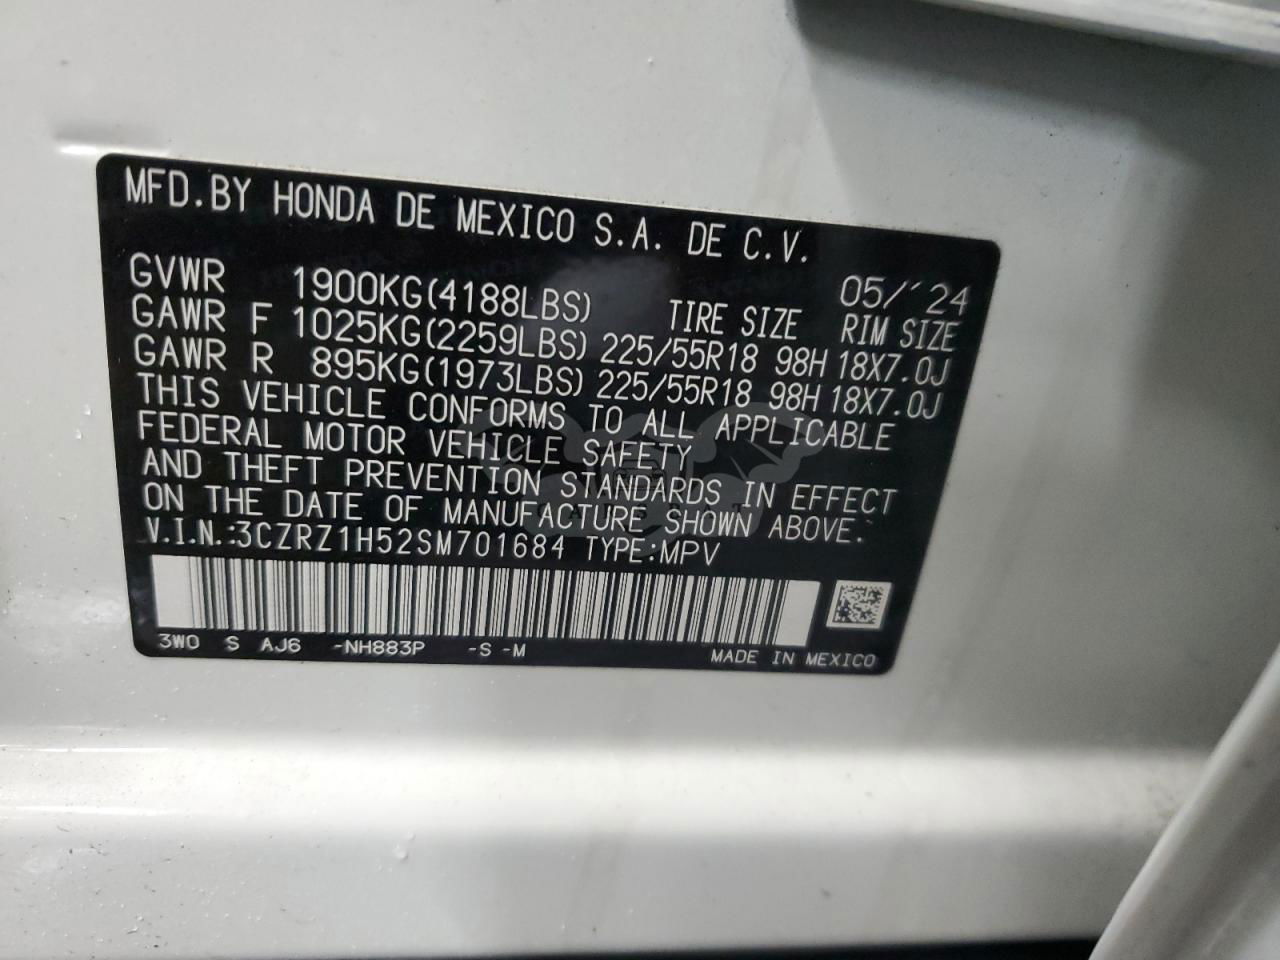 MFD.BY HONDA DE MEXICO S.A. DE C.V.
05/'24
GVWR 1900KG(4188LBS) TIRE SIZE RIM SIZE
GAWR F 1025KG(2259LBS) 225/55R18 98H 18X7.0J
GAWR R 895KG(1973LBS) 225/55R18 98H 18X7.0J
THIS VEHICLE CONFORMS TO ALL APPLICABLE
FEDERAL MOTOR VEHICLE SAFETY
AND THEFT PREVENTION STANDARDS IN EFFECT
ON THE DATE OF MANUFACTURE SHOWN ABOVE.
V.I.N.:3CZRZ1H52SM701684 TYPE:MPV
3W0 S AJ6 -NH883P -S -M
MADE IN MEXICO